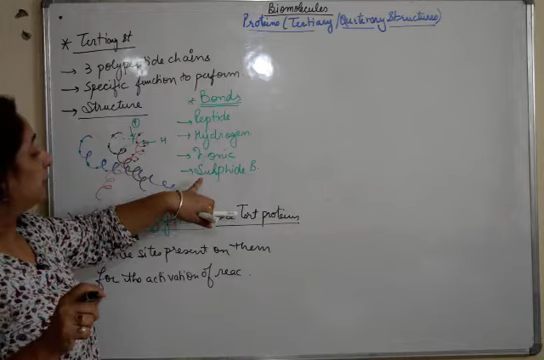 Biomolecules
Proteins (Tertiary / Quaternary Structures)
* Tertiary St
→ 3 polypeptide chains
→ specific function to perform
→ Structure
* Bonds
→ Peptide
→ Hydrogen
→ Ionic
→ Sulphide B.
H
Tert proteins
sites present on them
for the activation of reac.